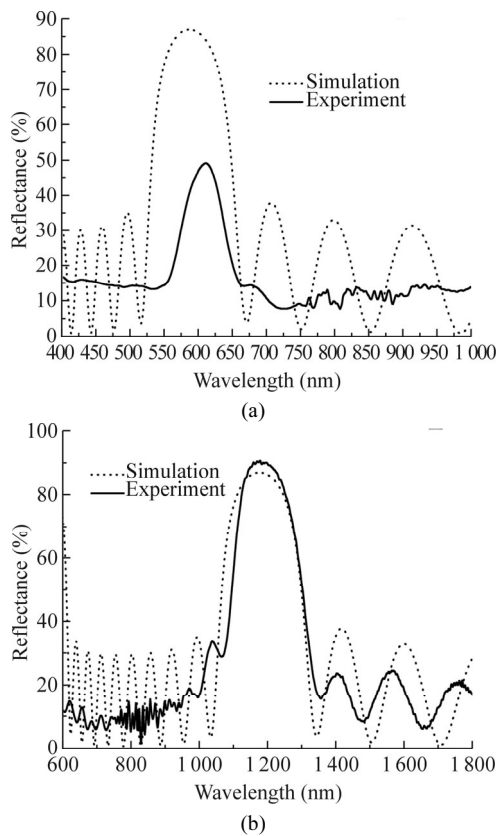 90
80
70
60
50
40
30
20
10
0
Reflectance (%)
Simulation
Experiment
400 450 500 550 600 650 700 750 800 850 900 950 1 000
Wavelength (nm)
(a)
100
80
60
40
20
0
Reflectance (%)
Simulation
Experiment
600 800 1 000 1 200 1 400 1 600 1 800
Wavelength (nm)
(b)